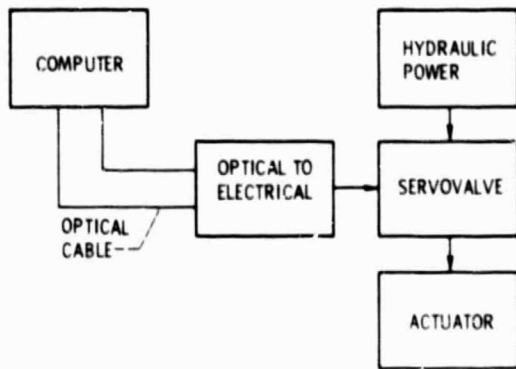 COMPUTER
HYDRAULIC
POWER
OPTICAL TO
ELECTRICAL
SERVOVALVE
OPTICAL
CABLE
ACTUATOR